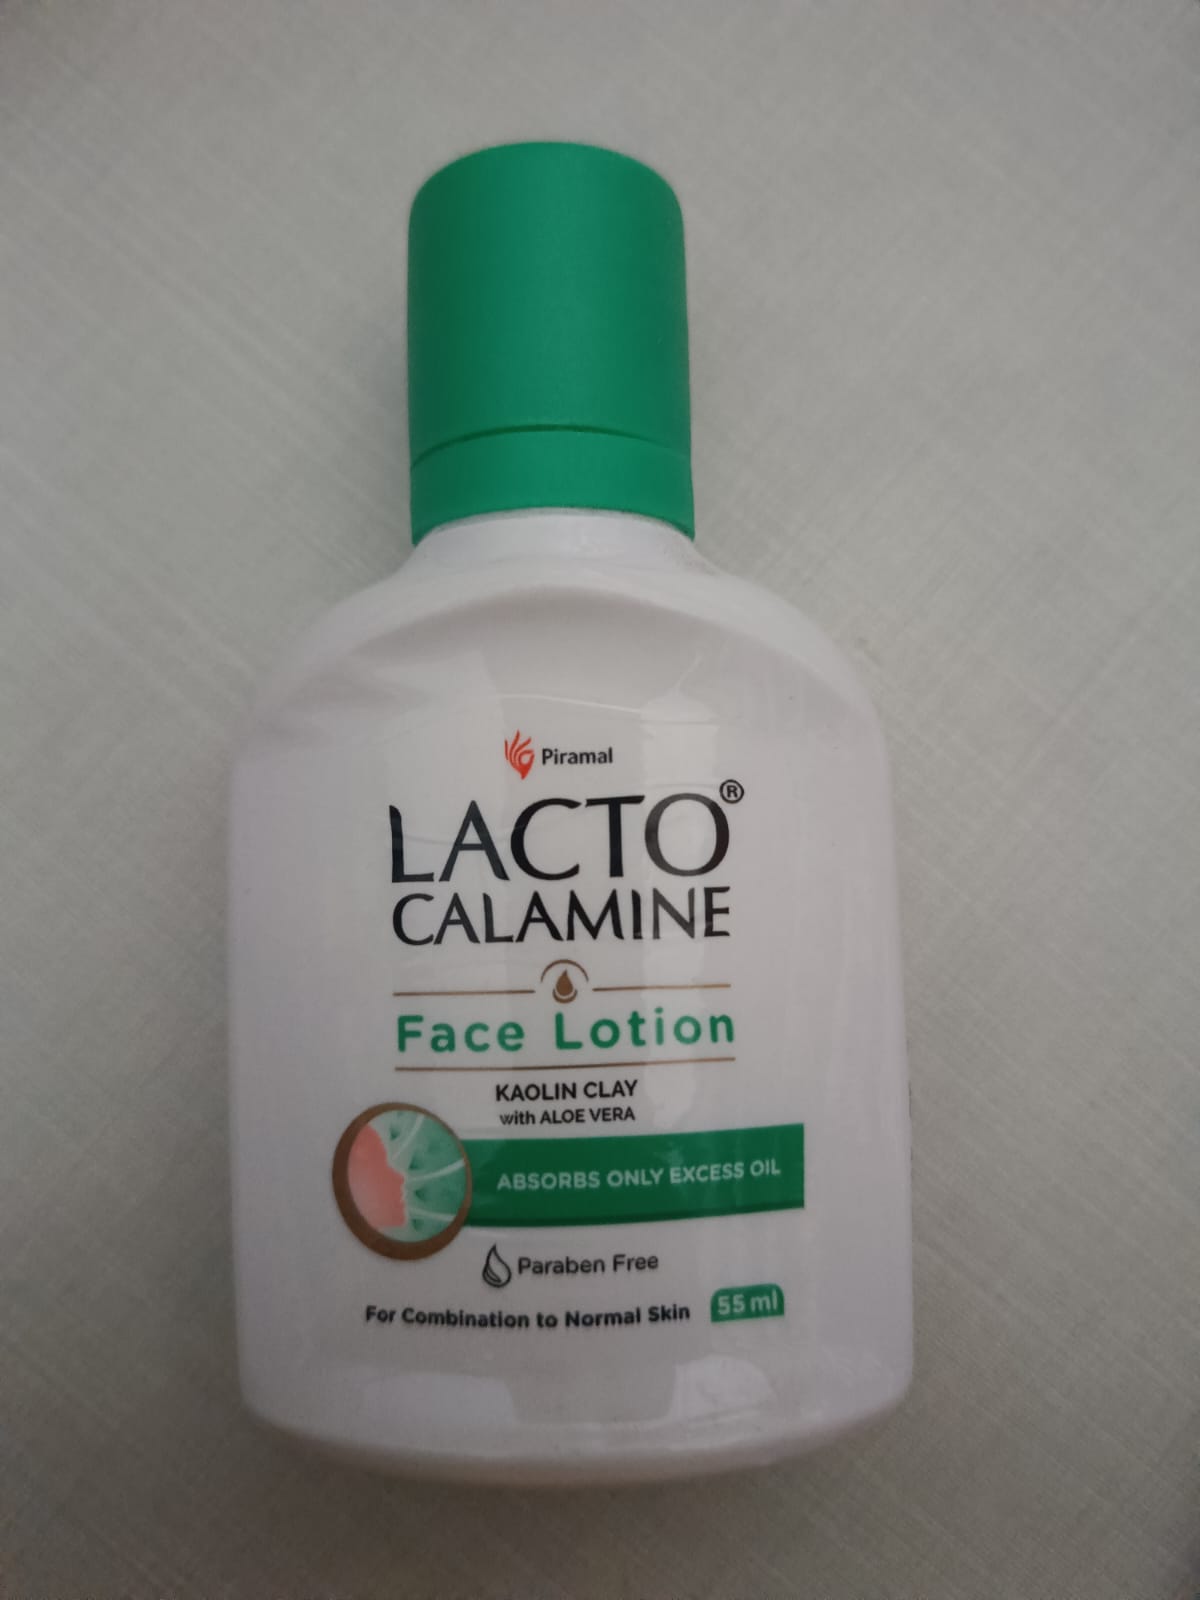 Piramal
LACTO®
CALAMINE
Face Lotion
KAOLIN CLAY
with ALOE VERA
ABSORBS ONLY EXCESS OIL
Paraben Free
For Combination to Normal Skin 55 ml